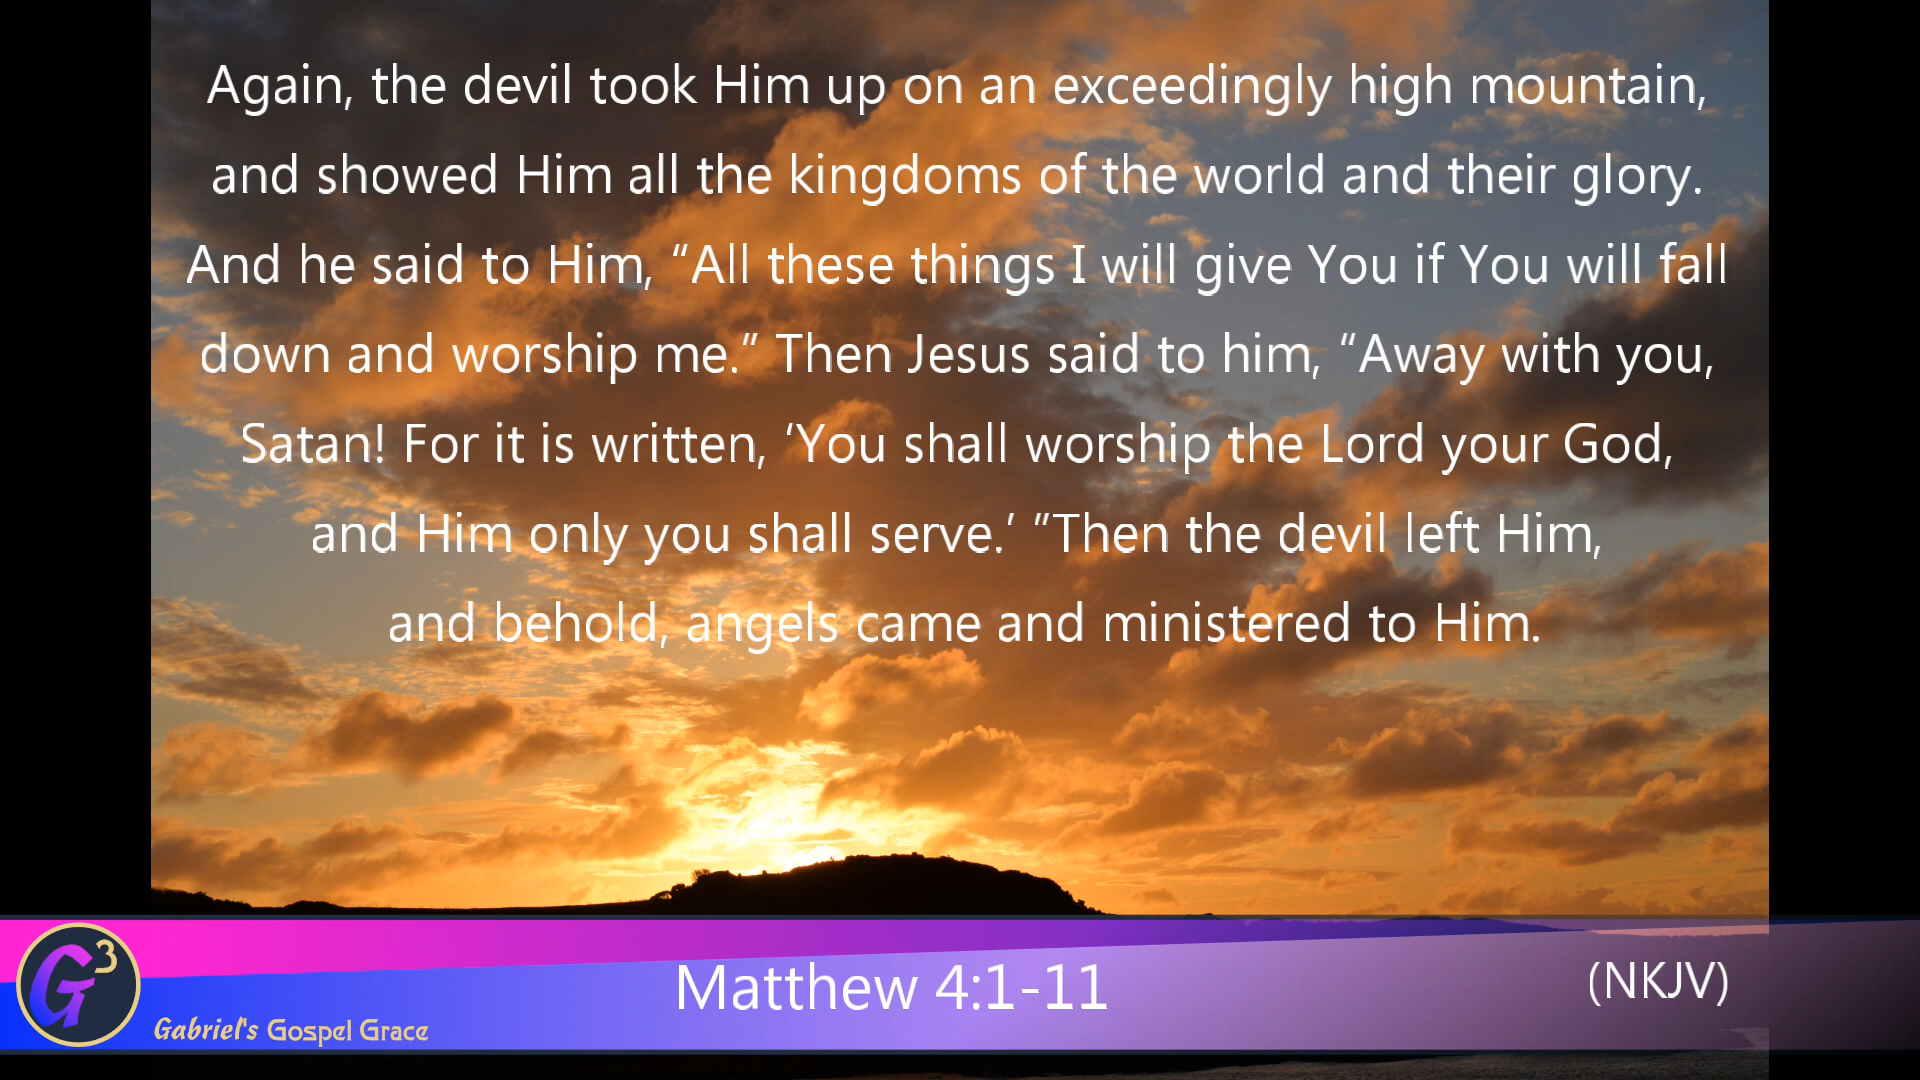 Again, the devil took Him up on an exceedingly high mountain,
and showed Him all the kingdoms of the world and their glory.
And he said to Him, “All these things I will give You if You will fall
down and worship me.” Then Jesus said to him, “Away with you,
Satan! For it is written, ‘You shall worship the Lord your God,
and Him only you shall serve.’ ”Then the devil left Him,
and behold, angels came and ministered to Him.
Matthew 4:1-11
(NKJV)
G3
Gabriel's Gospel Grace